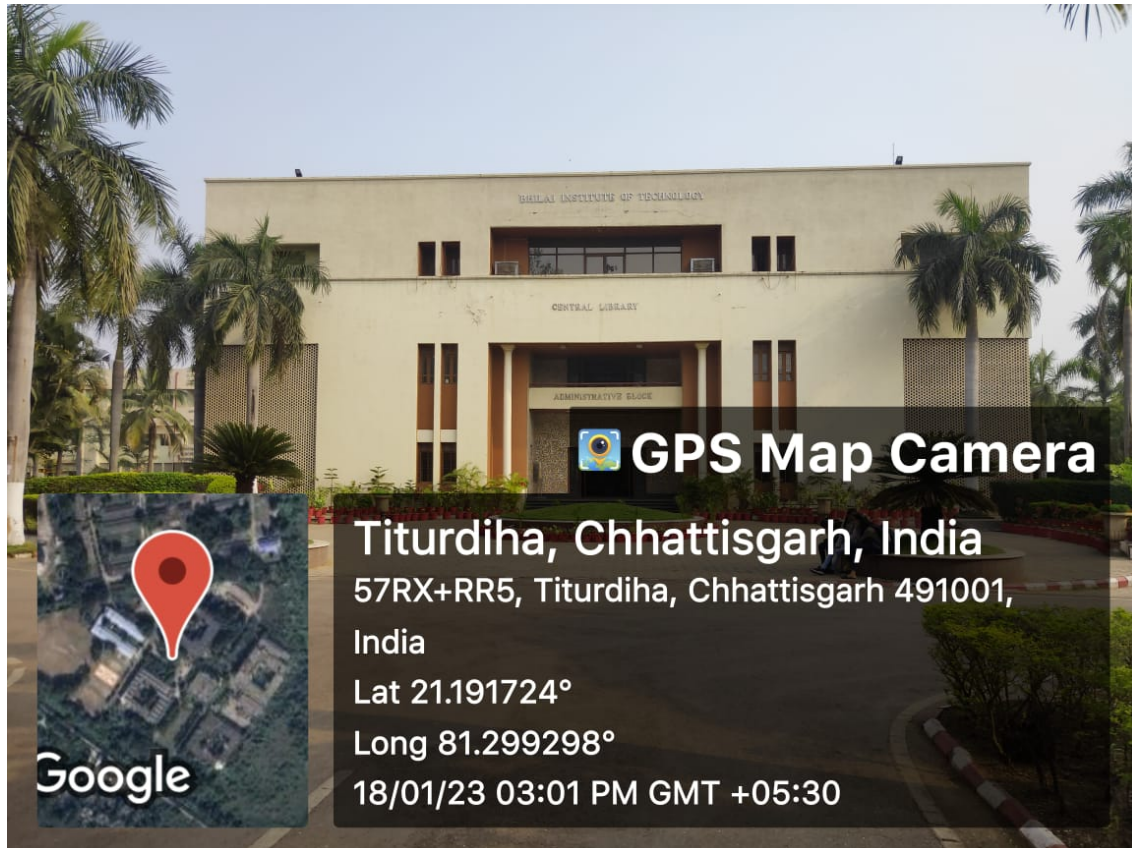 BHILAI INSTITUTE OF TECHNOLOGY
CENTRAL LIBRARY
ADMINISTRATIVE BLOCK
GPS Map Camera
Titurdiha, Chhattisgarh, India
57RX+RR5, Titurdiha, Chhattisgarh 491001,
India
Lat 21.191724°
Long 81.299298°
18/01/23 03:01 PM GMT +05:30
Google